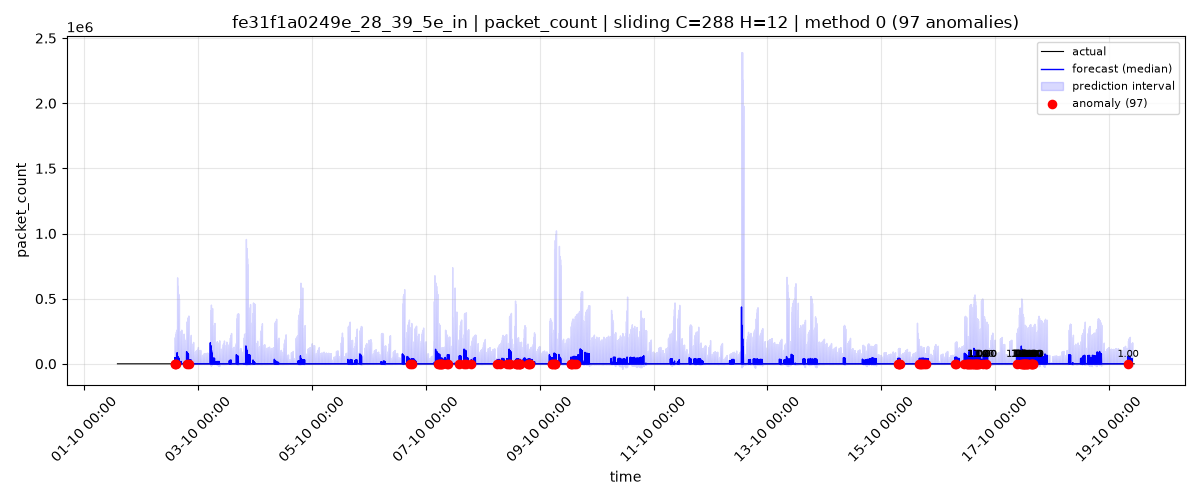 fe31f1a0249e_28_39_5e_in | packet_count | sliding C=288 H=12 | method 0 (97 anomalies)
1e6
2.5
2.0
1.5
1.0
0.5
0.0
packet_count
actual
forecast (median)
prediction interval
anomaly (97)
1.00
01-10 00:00
03-10 00:00
05-10 00:00
07-10 00:00
09-10 00:00
11-10 00:00
13-10 00:00
15-10 00:00
17-10 00:00
19-10 00:00
time